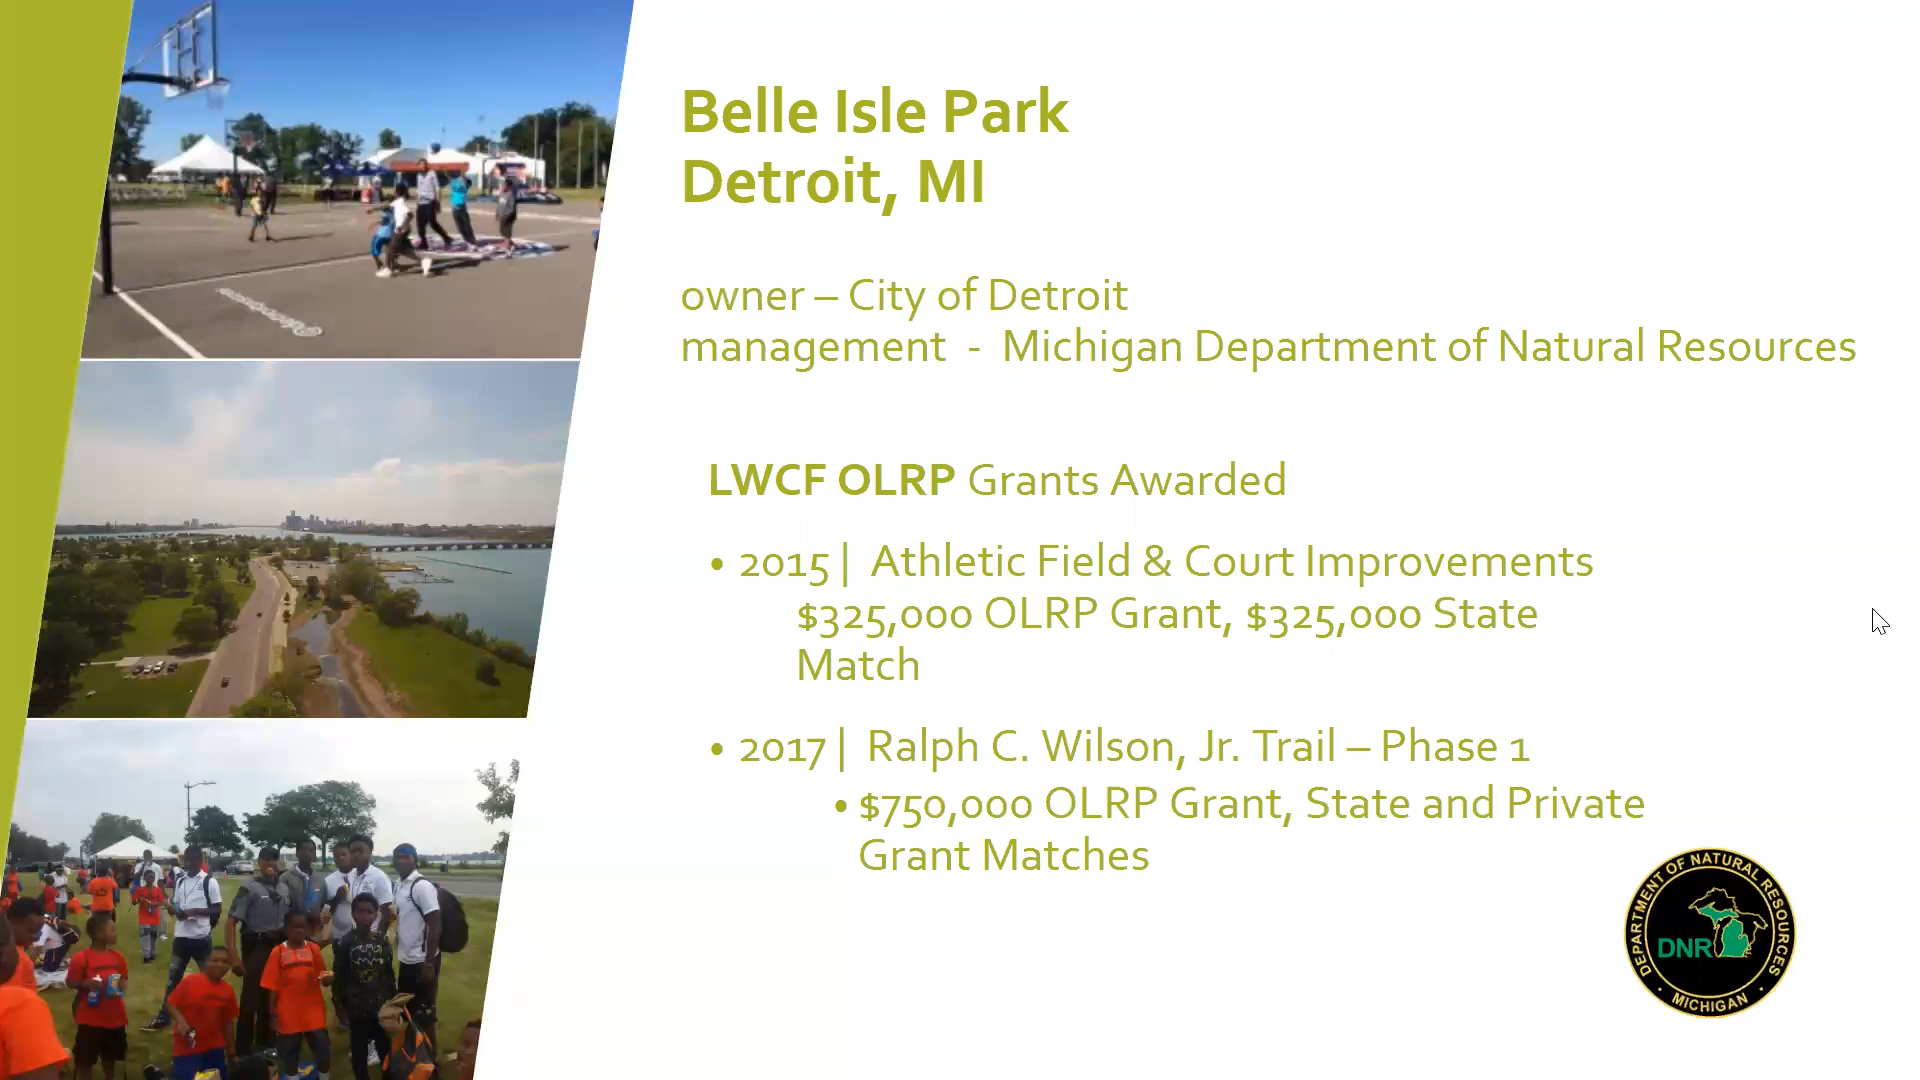 Belle Isle Park
Detroit, MI
owner – City of Detroit
management - Michigan Department of Natural Resources
LWCF OLRP Grants Awarded
• 2015 | Athletic Field & Court Improvements
$325,000 OLRP Grant, $325,000 State
Match
• 2017 | Ralph C. Wilson, Jr. Trail – Phase 1
• $750,000 OLRP Grant, State and Private
Grant Matches
DEPARTMENT OF NATURAL RESOURCES
DNR
• MICHIGAN •